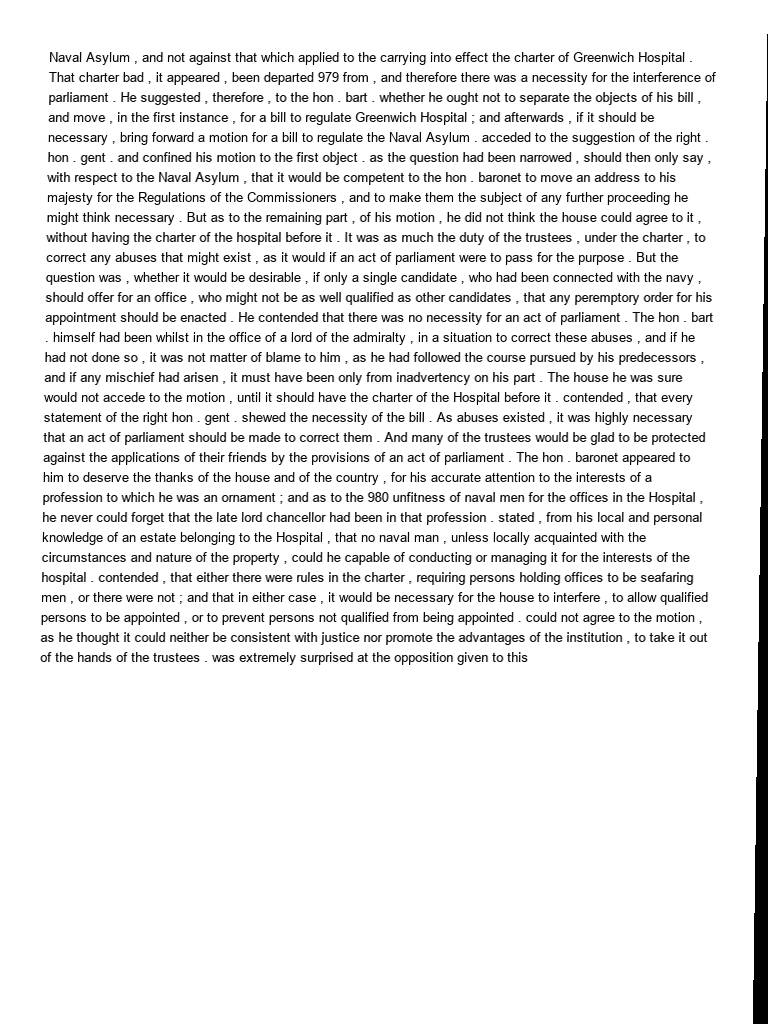 Naval Asylum , and not against that which applied to the carrying into effect the charter of Greenwich Hospital .
That charter bad , it appeared , been departed 979 from , and therefore there was a necessity for the interference of
parliament . He suggested , therefore , to the hon . bart . whether he ought not to separate the objects of his bill ,
and move , in the first instance , for a bill to regulate Greenwich Hospital ; and afterwards , if it should be
necessary , bring forward a motion for a bill to regulate the Naval Asylum . acceded to the suggestion of the right .
hon . gent . and confined his motion to the first object . as the question had been narrowed , should then only say ,
with respect to the Naval Asylum , that it would be competent to the hon . baronet to move an address to his
majesty for the Regulations of the Commissioners , and to make them the subject of any further proceeding he
might think necessary . But as to the remaining part , of his motion , he did not think the house could agree to it ,
without having the charter of the hospital before it . It was as much the duty of the trustees , under the charter , to
correct any abuses that might exist , as it would if an act of parliament were to pass for the purpose . But the
question was , whether it would be desirable , if only a single candidate , who had been connected with the navy ,
should offer for an office , who might not be as well qualified as other candidates , that any peremptory order for his
appointment should be enacted . He contended that there was no necessity for an act of parliament . The hon . bart
. himself had been whilst in the office of a lord of the admiralty , in a situation to correct these abuses , and if he
had not done so , it was not matter of blame to him , as he had followed the course pursued by his predecessors ,
and if any mischief had arisen , it must have been only from inadvertency on his part . The house he was sure
would not accede to the motion , until it should have the charter of the Hospital before it . contended , that every
statement of the right hon . gent . shewed the necessity of the bill . As abuses existed , it was highly necessary
that an act of parliament should be made to correct them . And many of the trustees would be glad to be protected
against the applications of their friends by the provisions of an act of parliament . The hon . baronet appeared to
him to deserve the thanks of the house and of the country , for his accurate attention to the interests of a
profession to which he was an ornament ; and as to the 980 unfitness of naval men for the offices in the Hospital ,
he never could forget that the late lord chancellor had been in that profession . stated , from his local and personal
knowledge of an estate belonging to the Hospital , that no naval man , unless locally acquainted with the
circumstances and nature of the property , could he capable of conducting or managing it for the interests of the
hospital . contended , that either there were rules in the charter , requiring persons holding offices to be seafaring
men , or there were not ; and that in either case , it would be necessary for the house to interfere , to allow qualified
persons to be appointed , or to prevent persons not qualified from being appointed . could not agree to the motion ,
as he thought it could neither be consistent with justice nor promote the advantages of the institution , to take it out
of the hands of the trustees . was extremely surprised at the opposition given to this